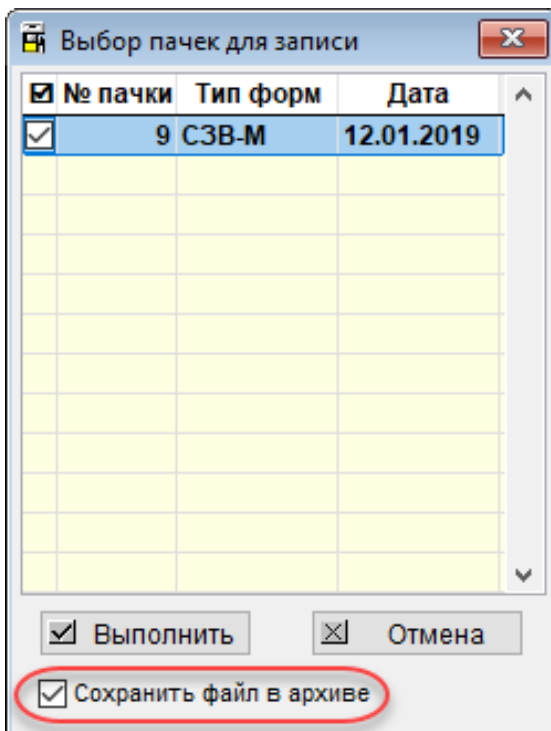 Выбор пачек для записи
№ пачки Тип форм Дата
9 СЗВ-М 12.01.2019
Выполнить Отмена
Сохранить файл в архиве